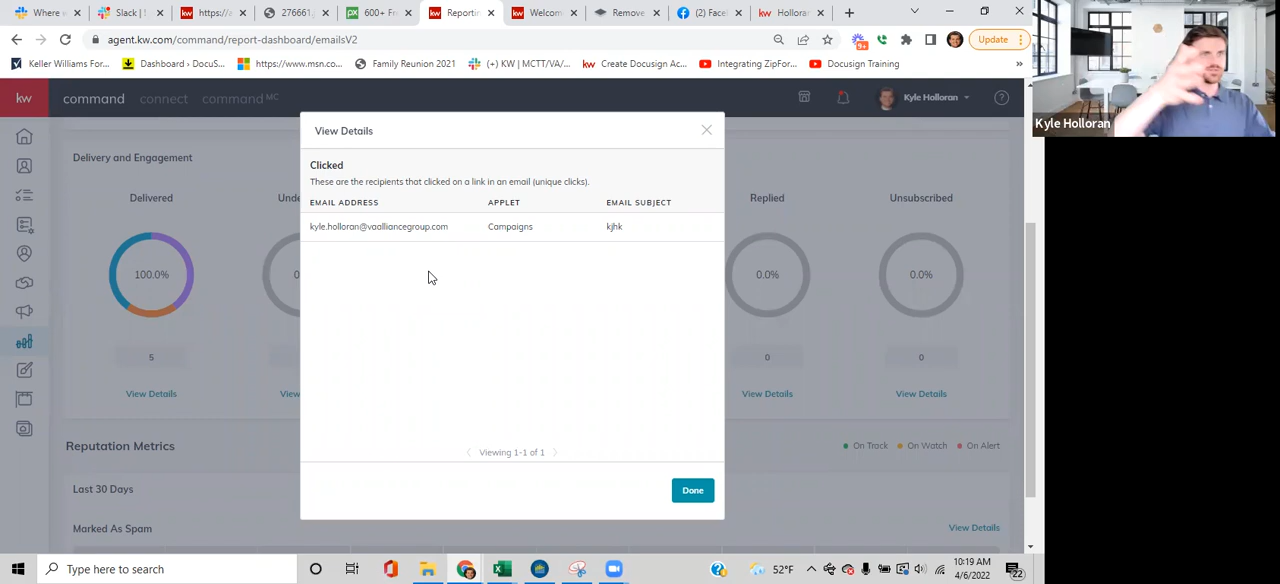 Where w
Slack |
https://
276661
600+ Fr
Reportin
Welcom
Remove
(2) Face
Hollora
agent.kw.com/command/report-dashboard/emailsV2
Update
Keller Williams For...
Dashboard › DocuS...
https://www.msn.co...
Family Reunion 2021
(+) KW | MCTT/VA/...
Create Docusign Ac...
Integrating ZipFor...
Docusign Training
»
kw
command
connect
command MC
Kyle Holloran
Kyle Holloran
View Details
Delivery and Engagement
Clicked
These are the recipients that clicked on a link in an email (unique clicks).
Delivered
Unde
EMAIL ADDRESS
APPLET
EMAIL SUBJECT
Replied
Unsubscribed
kyle.holloran@vaalliancegroup.com
Campaigns
kjhk
100.0%
0
0.0%
0.0%
5
0
0
View Details
View
View Details
View Details
Reputation Metrics
Viewing 1-1 of 1
On Track
On Watch
On Alert
Last 30 Days
Done
Marked As Spam
View Details
Type here to search
52°F
10:19 AM
4/6/2022
22